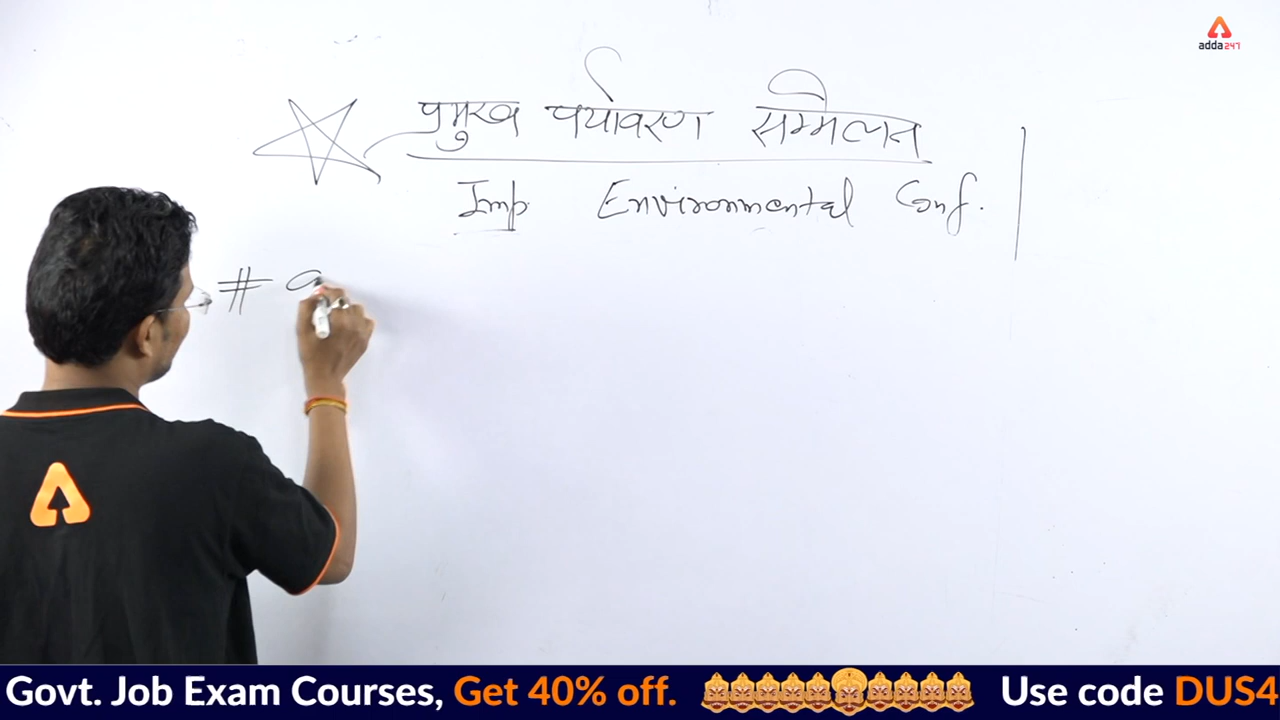 adda247
प्रमुख पर्यावरण सम्मेलन
Imp. Environmental Conf.
#
Govt. Job Exam Courses, Get 40% off. Use code DUS4